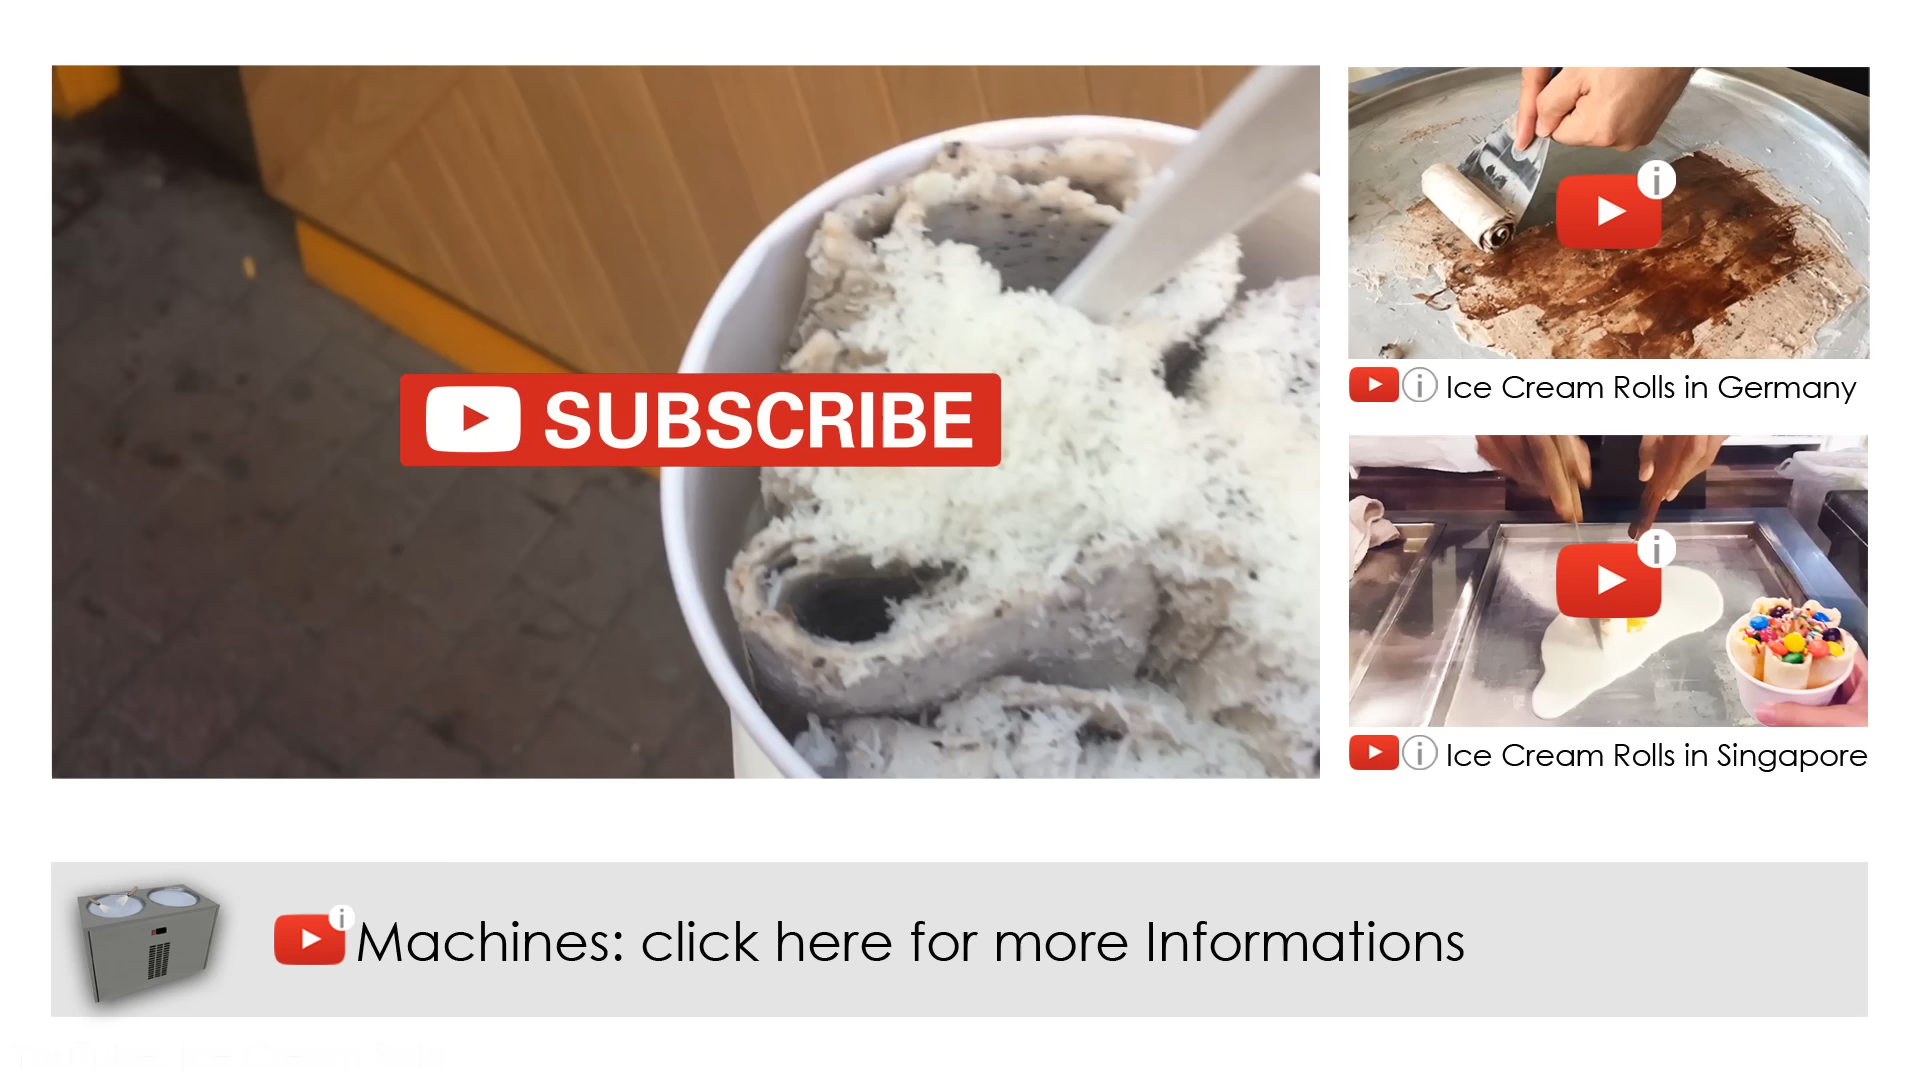 SUBSCRIBE
i
i Ice Cream Rolls in Germany
i
i Ice Cream Rolls in Singapore
i
Machines: click here for more Informations